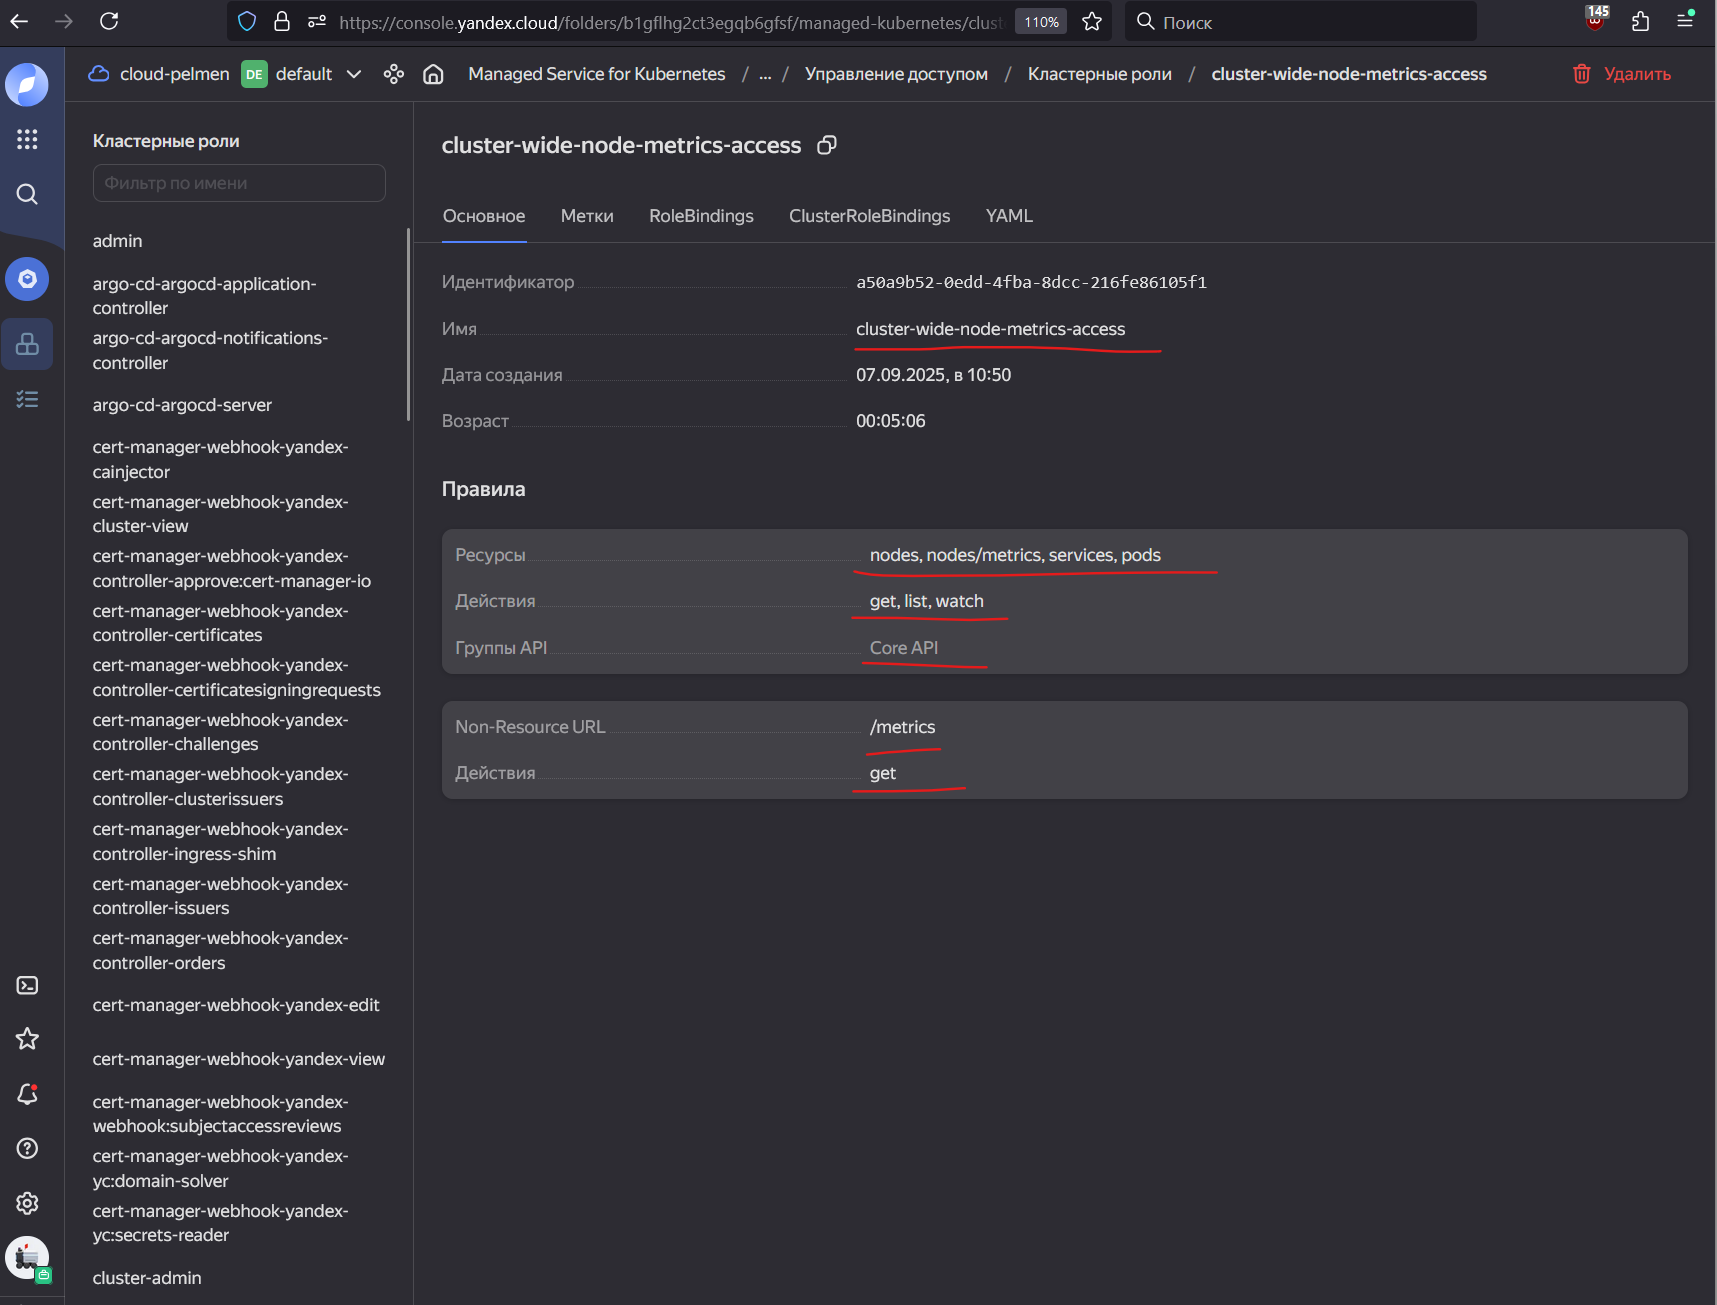 https://console.yandex.cloud/folders/b1gflhg2ct3egqb6gfsf/managed-kubernetes/clust
110%
Поиск
145
cloud-pelmen
DE
default
Managed Service for Kubernetes / ... / Управление доступом / Кластерные роли / cluster-wide-node-metrics-access
Удалить
Кластерные роли
Фильтр по имени
admin
argo-cd-argocd-application-
controller
argo-cd-argocd-notifications-
controller
argo-cd-argocd-server
cert-manager-webhook-yandex-
cainjector
cert-manager-webhook-yandex-
cluster-view
cert-manager-webhook-yandex-
controller-approve:cert-manager-io
cert-manager-webhook-yandex-
controller-certificates
cert-manager-webhook-yandex-
controller-certificatesigningrequests
cert-manager-webhook-yandex-
controller-challenges
cert-manager-webhook-yandex-
controller-clusterissuers
cert-manager-webhook-yandex-
controller-ingress-shim
cert-manager-webhook-yandex-
controller-issuers
cert-manager-webhook-yandex-
controller-orders
cert-manager-webhook-yandex-edit
cert-manager-webhook-yandex-view
cert-manager-webhook-yandex-
webhook:subjectaccessreviews
cert-manager-webhook-yandex-
yc:domain-solver
cert-manager-webhook-yandex-
yc:secrets-reader
cluster-admin
cluster-wide-node-metrics-access
Основное Метки RoleBindings ClusterRoleBindings YAML
Идентификатор a50a9b52-0edd-4fba-8dcc-216fe86105f1
Имя cluster-wide-node-metrics-access
Дата создания 07.09.2025, в 10:50
Возраст 00:05:06
Правила
Ресурсы nodes, nodes/metrics, services, pods
Действия get, list, watch
Группы API Core API
Non-Resource URL /metrics
Действия get